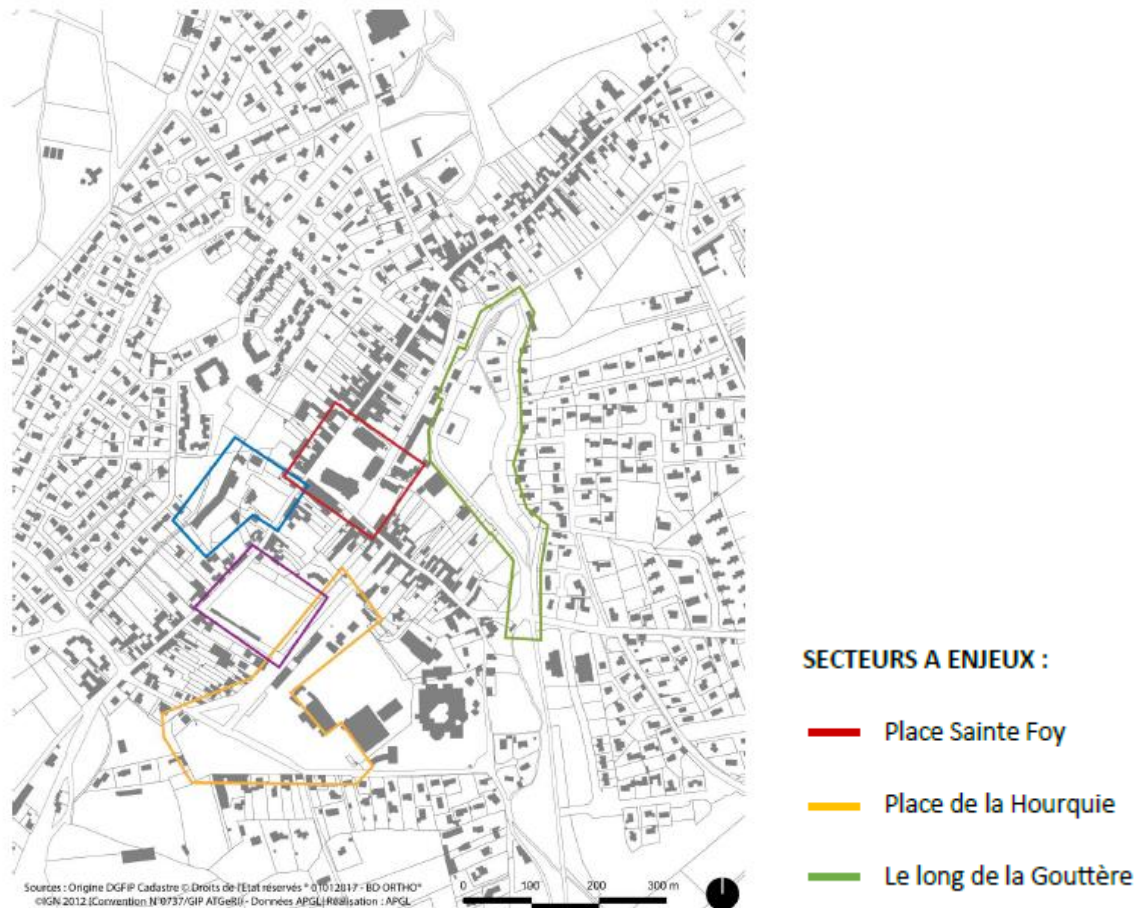 SECTEURS A ENJEUX :
Place Sainte Foy
Place de la Hourquie
Le long de la Gouttère
Sources : Origine DGFIP Cadastre © Droits de l'Etat réservés ® 01012017 - BD ORTHO®
©IGN 2012 (Convention N°0737/GIP ATGeRi) - Données APGL Réalisation : APGL
0 100 200 300 m